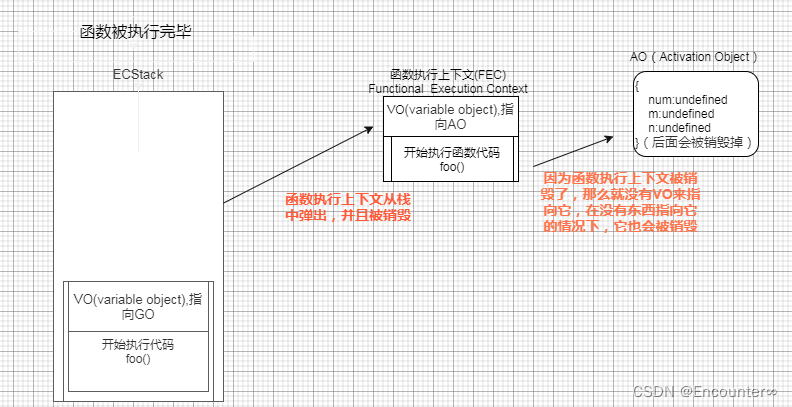 函数被执行完毕
ECStack
函数执行上下文(FEC)
Functional Execution Context
AO（Activation Object）
VO(variable object),指
向AO
开始执行函数代码
foo()
{
num:undefined
m:undefined
n:undefined
}（后面会被销毁掉）
函数执行上下文从栈
中弹出，并且被销毁
因为函数执行上下文被销
毁了，那么就没有VO来指
向它，在没有东西指向它
的情况下，它也会被销毁
VO(variable object),指
向GO
开始执行代码
foo()
CSDN @Encounter∞